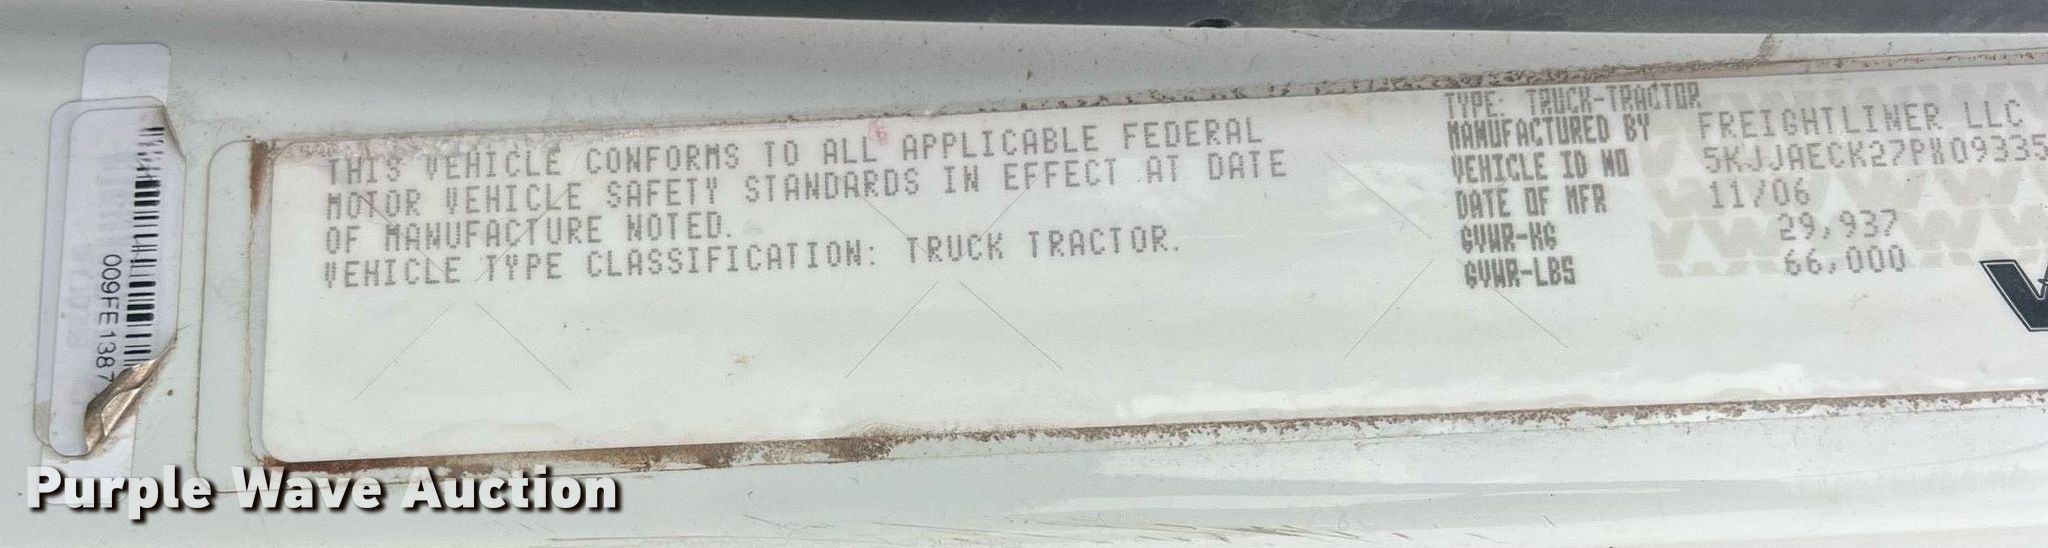 THIS VEHICLE CONFORMS TO ALL APPLICABLE FEDERAL
MOTOR VEHICLE SAFETY STANDARDS IN EFFECT AT DATE
OF MANUFACTURE NOTED.
VEHICLE TYPE CLASSIFICATION: TRUCK TRACTOR.
TYPE: TRUCK-TRACTOR
MANUFACTURED BY FREIGHTLINER LLC
VEHICLE ID NO 5KJJAECK27PX09335
DATE OF MFR 11/06
GVWR-KG 29,937
GVWR-LBS 66,000
009FE1387
Purple Wave Auction